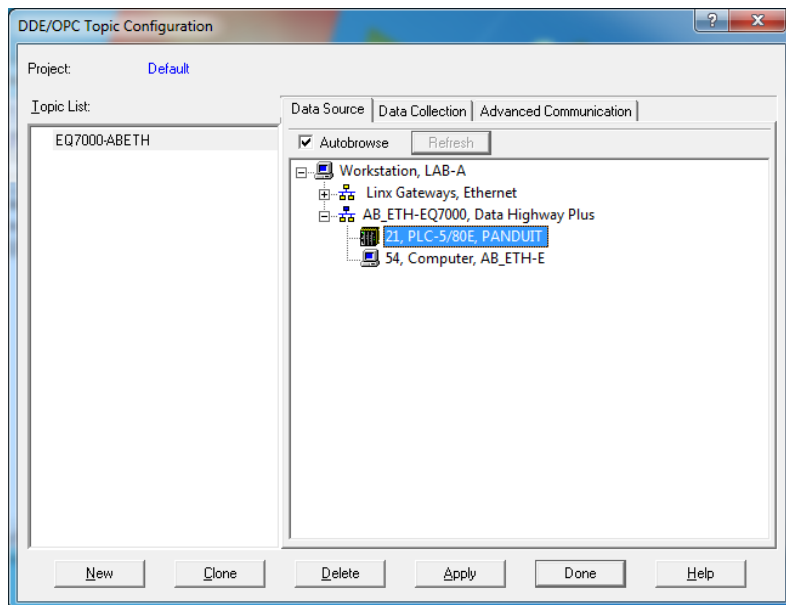 DDE/OPC Topic Configuration
Project: Default
Topic List:
EQ7000-ABETH
Data Source Data Collection Advanced Communication
Autobrowse Refresh
Workstation, LAB-A
Linx Gateways, Ethernet
AB_ETH-EQ7000, Data Highway Plus
21, PLC-5/80E, PANDUIT
54, Computer, AB_ETH-E
New Clone Delete Apply Done Help